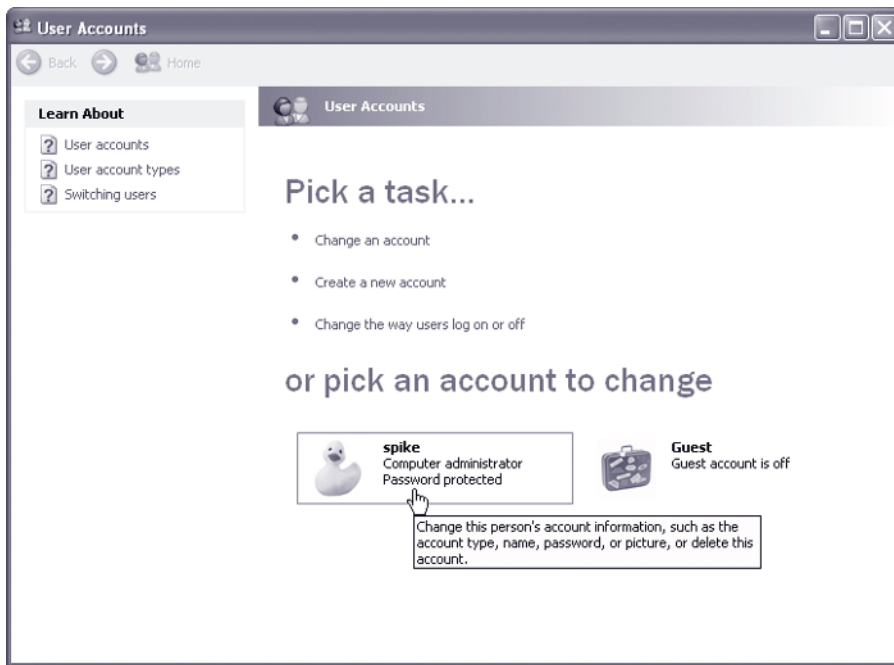 User Accounts
Back
Home
Learn About
User accounts
User account types
Switching users
User Accounts
Pick a task...
Change an account
Create a new account
Change the way users log on or off
or pick an account to change
spike
Computer administrator
Password protected
Guest
Guest account is off
Change this person's account information, such as the
account type, name, password, or picture, or delete this
account.